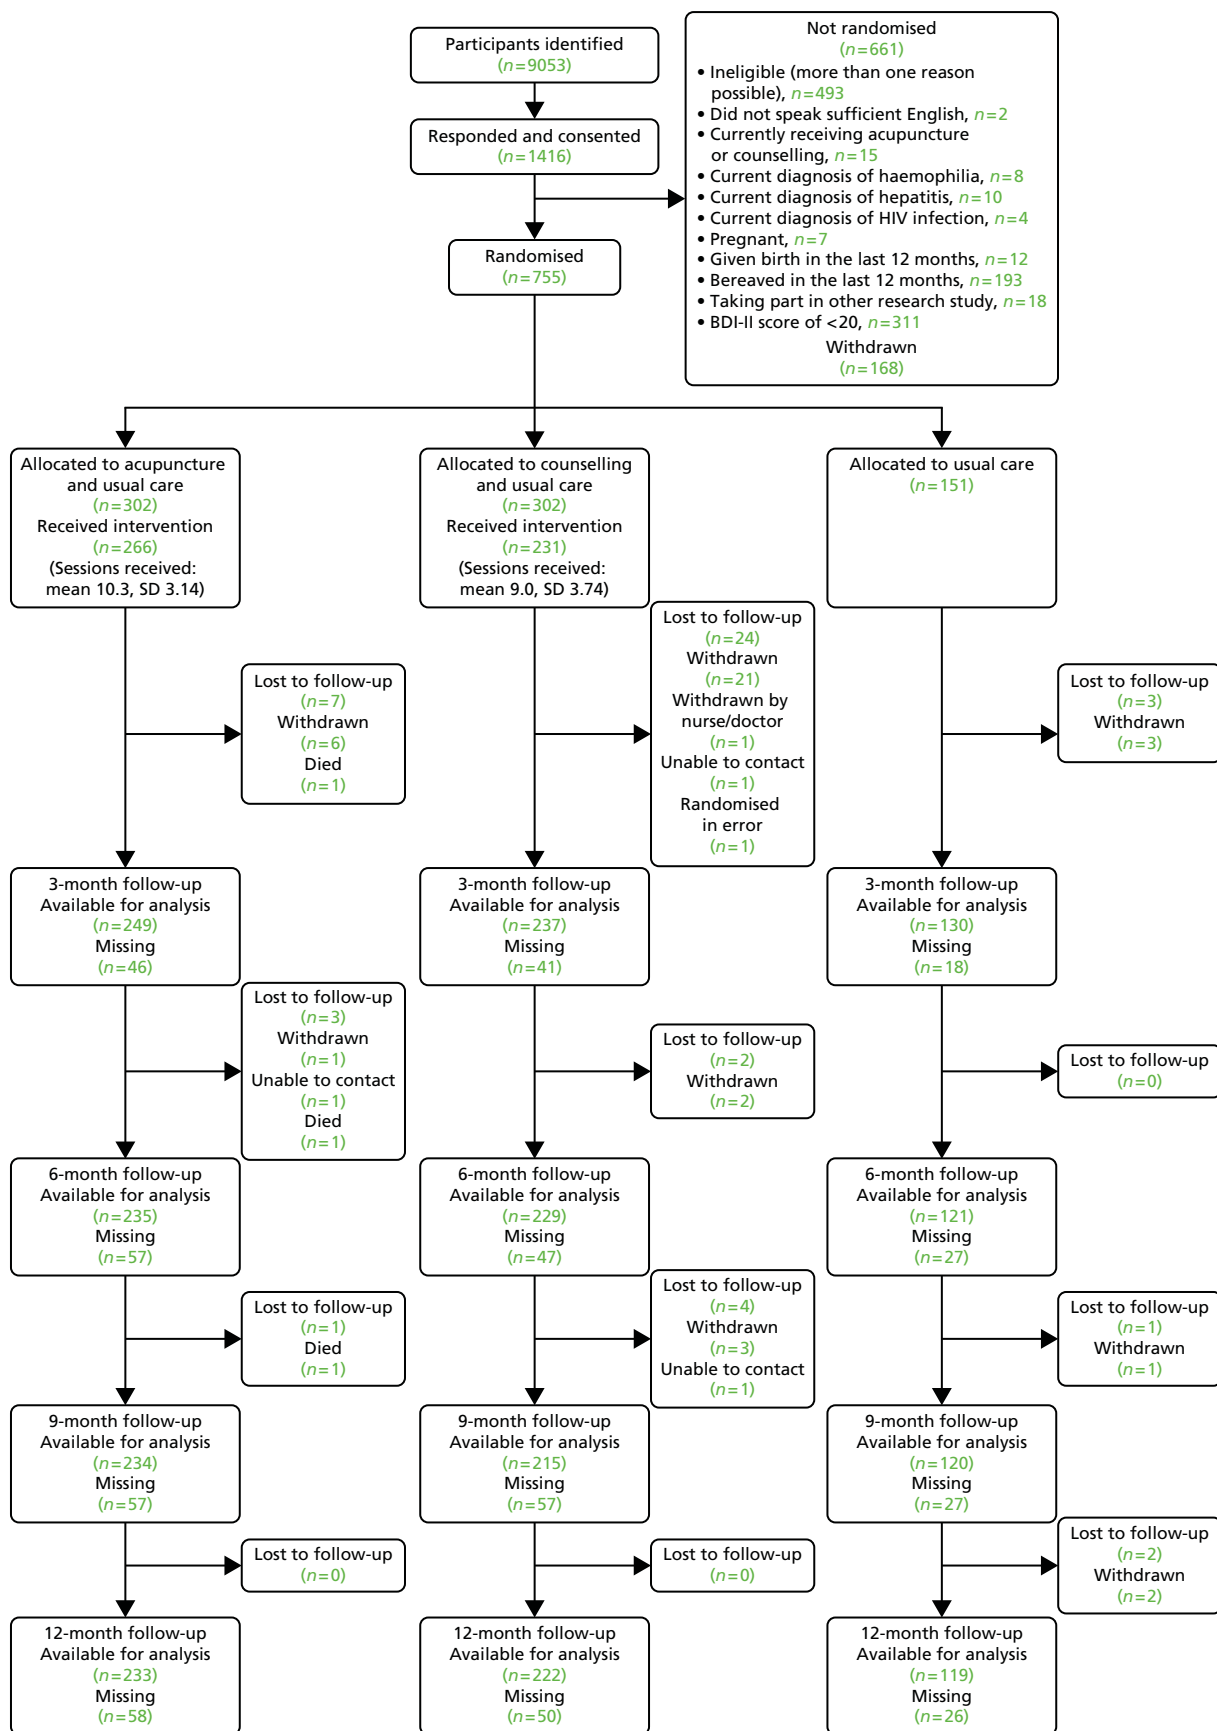 Participants identified
(n=9053)
Responded and consented
(n=1416)
Not randomised
(n=661)
• Ineligible (more than one reason
possible), n=493
• Did not speak sufficient English, n=2
• Currently receiving acupuncture
or counselling, n=15
• Current diagnosis of haemophilia, n=8
• Current diagnosis of hepatitis, n=10
• Current diagnosis of HIV infection, n=4
• Pregnant, n=7
• Given birth in the last 12 months, n=12
• Bereaved in the last 12 months, n=193
• Taking part in other research study, n=18
• BDI-II score of <20, n=311
Withdrawn
(n=168)
Randomised
(n=755)
Allocated to acupuncture
and usual care
(n=302)
Received intervention
(n=266)
(Sessions received:
mean 10.3, SD 3.14)
Allocated to counselling
and usual care
(n=302)
Received intervention
(n=231)
(Sessions received:
mean 9.0, SD 3.74)
Allocated to usual care
(n=151)
Lost to follow-up
(n=7)
Withdrawn
(n=6)
Died
(n=1)
Lost to follow-up
(n=24)
Withdrawn
(n=21)
Withdrawn by
nurse/doctor
(n=1)
Unable to contact
(n=1)
Randomised
in error
(n=1)
Lost to follow-up
(n=3)
Withdrawn
(n=3)
3-month follow-up
Available for analysis
(n=249)
Missing
(n=46)
3-month follow-up
Available for analysis
(n=237)
Missing
(n=41)
3-month follow-up
Available for analysis
(n=130)
Missing
(n=18)
Lost to follow-up
(n=3)
Withdrawn
(n=1)
Unable to contact
(n=1)
Died
(n=1)
Lost to follow-up
(n=2)
Withdrawn
(n=2)
Lost to follow-up
(n=0)
6-month follow-up
Available for analysis
(n=235)
Missing
(n=57)
6-month follow-up
Available for analysis
(n=229)
Missing
(n=47)
6-month follow-up
Available for analysis
(n=121)
Missing
(n=27)
Lost to follow-up
(n=1)
Died
(n=1)
Lost to follow-up
(n=4)
Withdrawn
(n=3)
Unable to contact
(n=1)
Lost to follow-up
(n=1)
Withdrawn
(n=1)
9-month follow-up
Available for analysis
(n=234)
Missing
(n=57)
9-month follow-up
Available for analysis
(n=215)
Missing
(n=57)
9-month follow-up
Available for analysis
(n=120)
Missing
(n=27)
Lost to follow-up
(n=0)
Lost to follow-up
(n=0)
Lost to follow-up
(n=2)
Withdrawn
(n=2)
12-month follow-up
Available for analysis
(n=233)
Missing
(n=58)
12-month follow-up
Available for analysis
(n=222)
Missing
(n=50)
12-month follow-up
Available for analysis
(n=119)
Missing
(n=26)